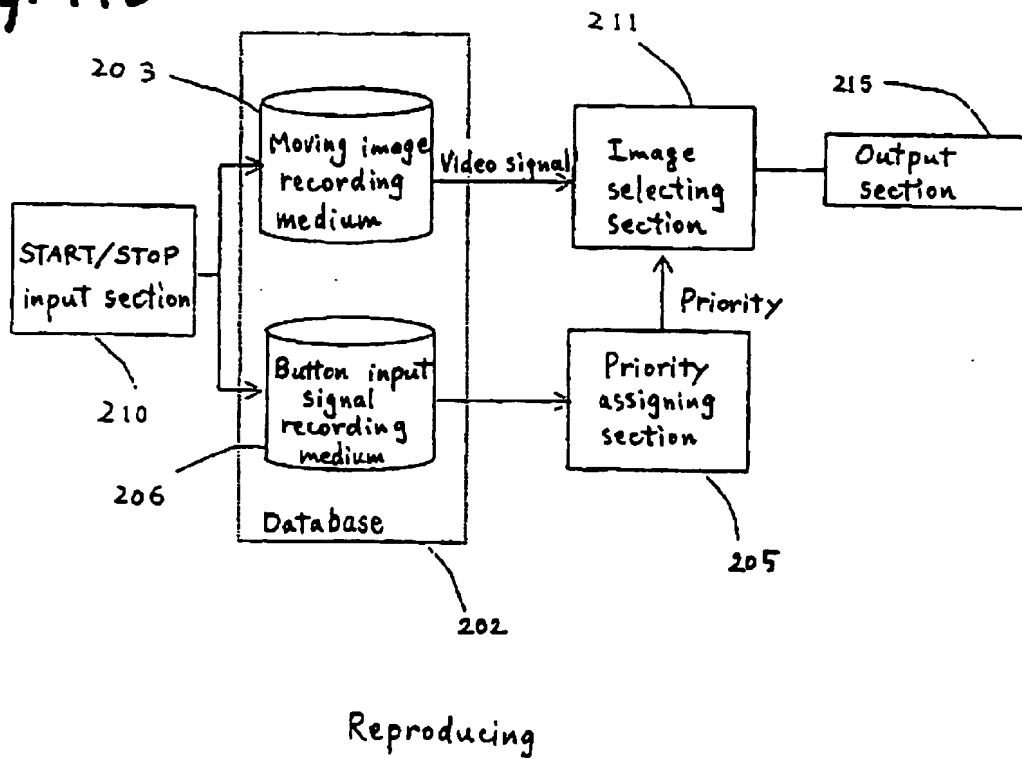 211
203
215
Moving image
recording
medium
Video signal
Image
selecting
section
Output
section
START/STOP
input section
Priority
Button input
signal
recording
medium
Priority
assigning
section
210
206
Database
205
202
Reproducing